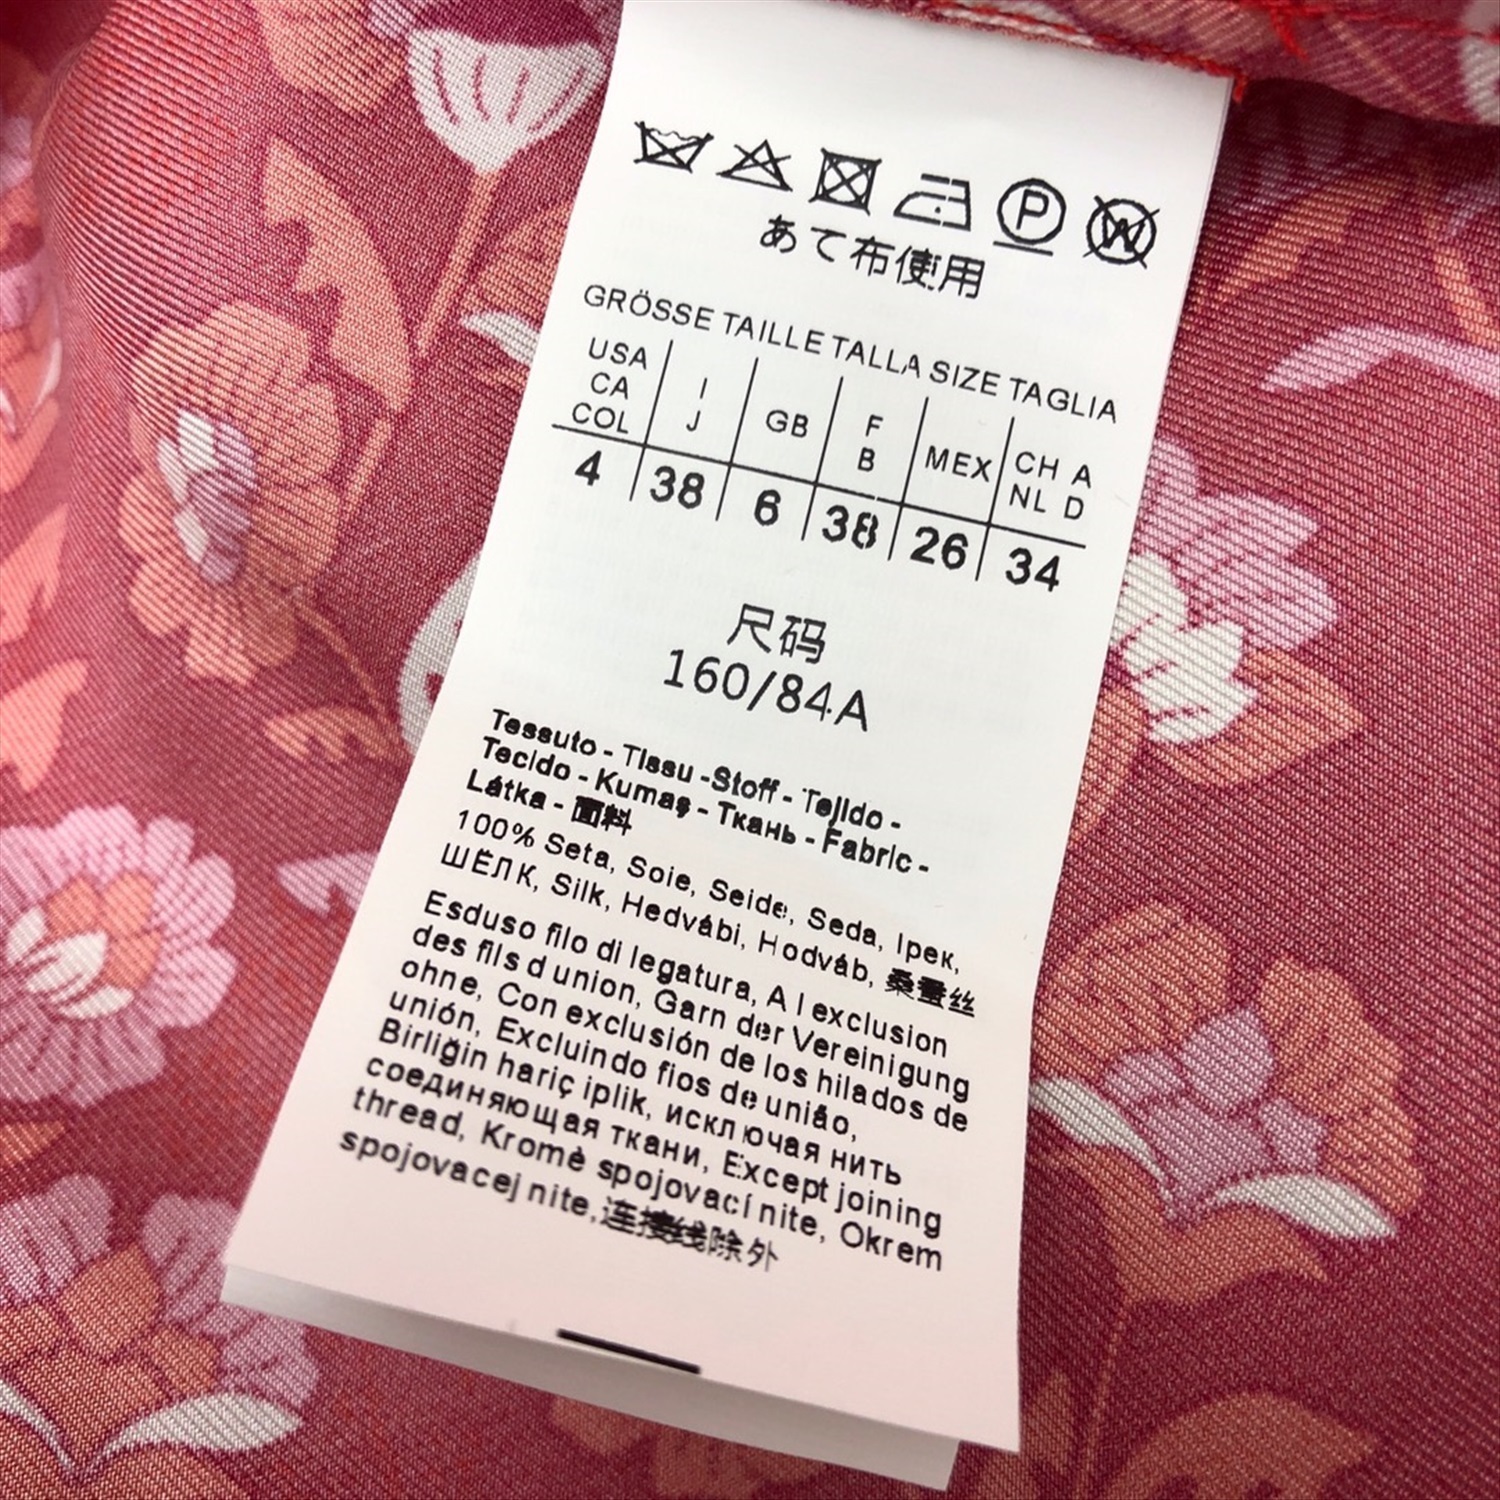 P W
あて布使用
GRÖSSE TAILLE TALLA SIZE TAGLIA
USA CA COL | I J | GB | F B | MEX | CH A NL D
4 | 38 | 6 | 38 | 26 | 34
尺码
160/84A
Tessuto - Tissu -Stoff - Tejido -
Tecido - Kumaş - Ткань - Fabric -
Látka - 面料
100% Seta, Soie, Seide, Seda, Ipek,
ШЁЛК, Silk, Hedvábi, Hodváb, 桑蚕丝
Esduso filo di legatura, A l exclusion
des fils d union, Garn der Vereinigung
ohne, Con exclusión de los hilados de
unión, Excluindo fios de união,
Birliğin hariç iplik, исключая нить
соединяющая ткани, Except joining
thread, Kromè spojovací nite, Okrem
spojovacej nite,连接线除外